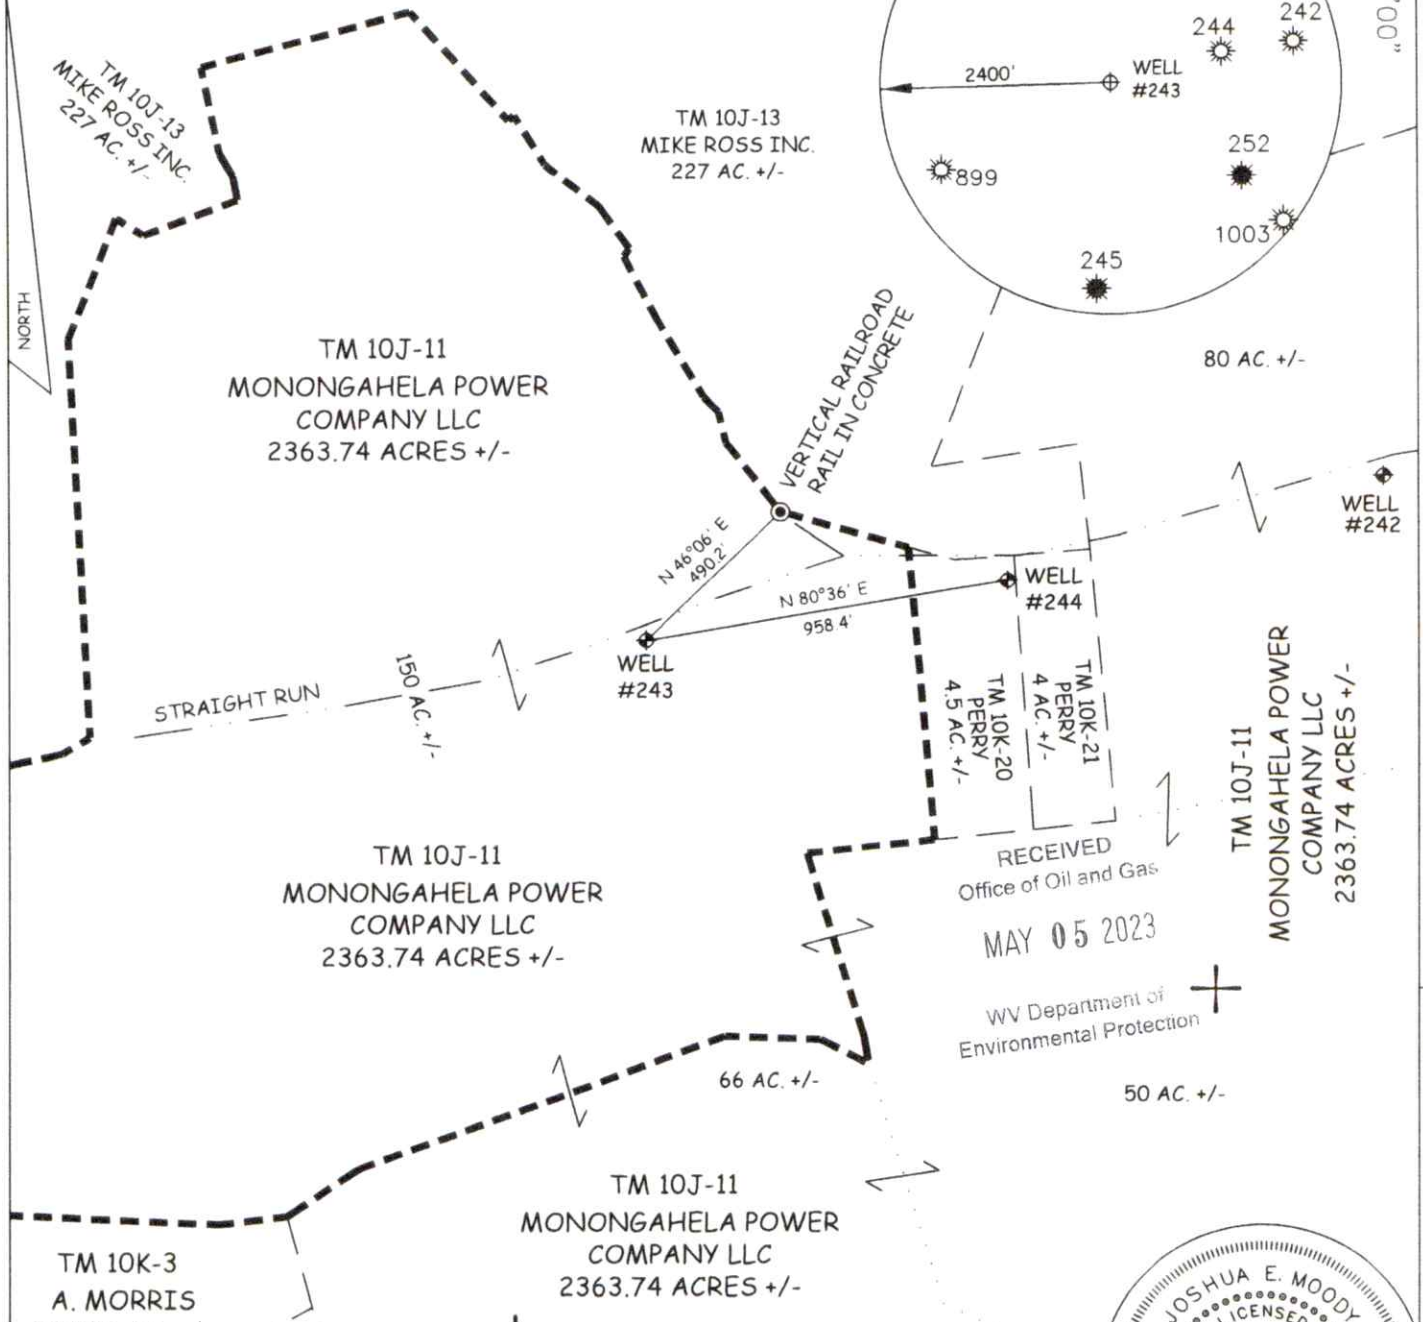 00"
244
242
2400'
WELL
#243
252
899
1003
245
TM 10J-13
MIKE ROSS INC.
227 AC. +/-
TM 10J-13
MIKE ROSS INC.
227 AC. +/-
NORTH
TM 10J-11
MONONGAHELA POWER
COMPANY LLC
2363.74 ACRES +/-
VERTICAL RAILROAD
RAIL IN CONCRETE
80 AC. +/-
WELL
#242
N 46°06' E
490.2'
N 80°36' E
958.4'
WELL
#244
WELL
#243
STRAIGHT RUN
150 AC. +/-
TM 10K-20
PERRY
4.5 AC. +/-
TM 10K-21
PERRY
4 AC. +/-
TM 10J-11
MONONGAHELA POWER
COMPANY LLC
2363.74 ACRES +/-
TM 10J-11
MONONGAHELA POWER
COMPANY LLC
2363.74 ACRES +/-
RECEIVED
Office of Oil and Gas
MAY 05 2023
WV Department of
Environmental Protection
66 AC. +/-
50 AC. +/-
TM 10J-11
MONONGAHELA POWER
COMPANY LLC
2363.74 ACRES +/-
TM 10K-3
A. MORRIS
JOSHUA E. MOODY
LICENSED